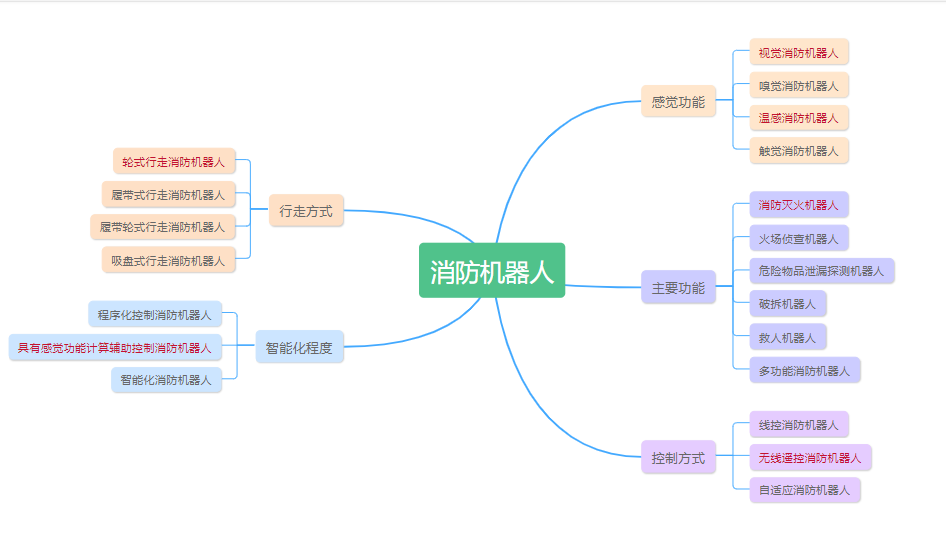 消防机器人
感觉功能
视觉消防机器人
嗅觉消防机器人
温感消防机器人
触觉消防机器人
主要功能
消防灭火机器人
火场侦查机器人
危险物品泄漏探测机器人
破拆机器人
救人机器人
多功能消防机器人
控制方式
线控消防机器人
无线遥控消防机器人
自适应消防机器人
行走方式
轮式行走消防机器人
履带式行走消防机器人
履带轮式行走消防机器人
吸盘式行走消防机器人
智能化程度
程序化控制消防机器人
具有感觉功能计算辅助控制消防机器人
智能化消防机器人